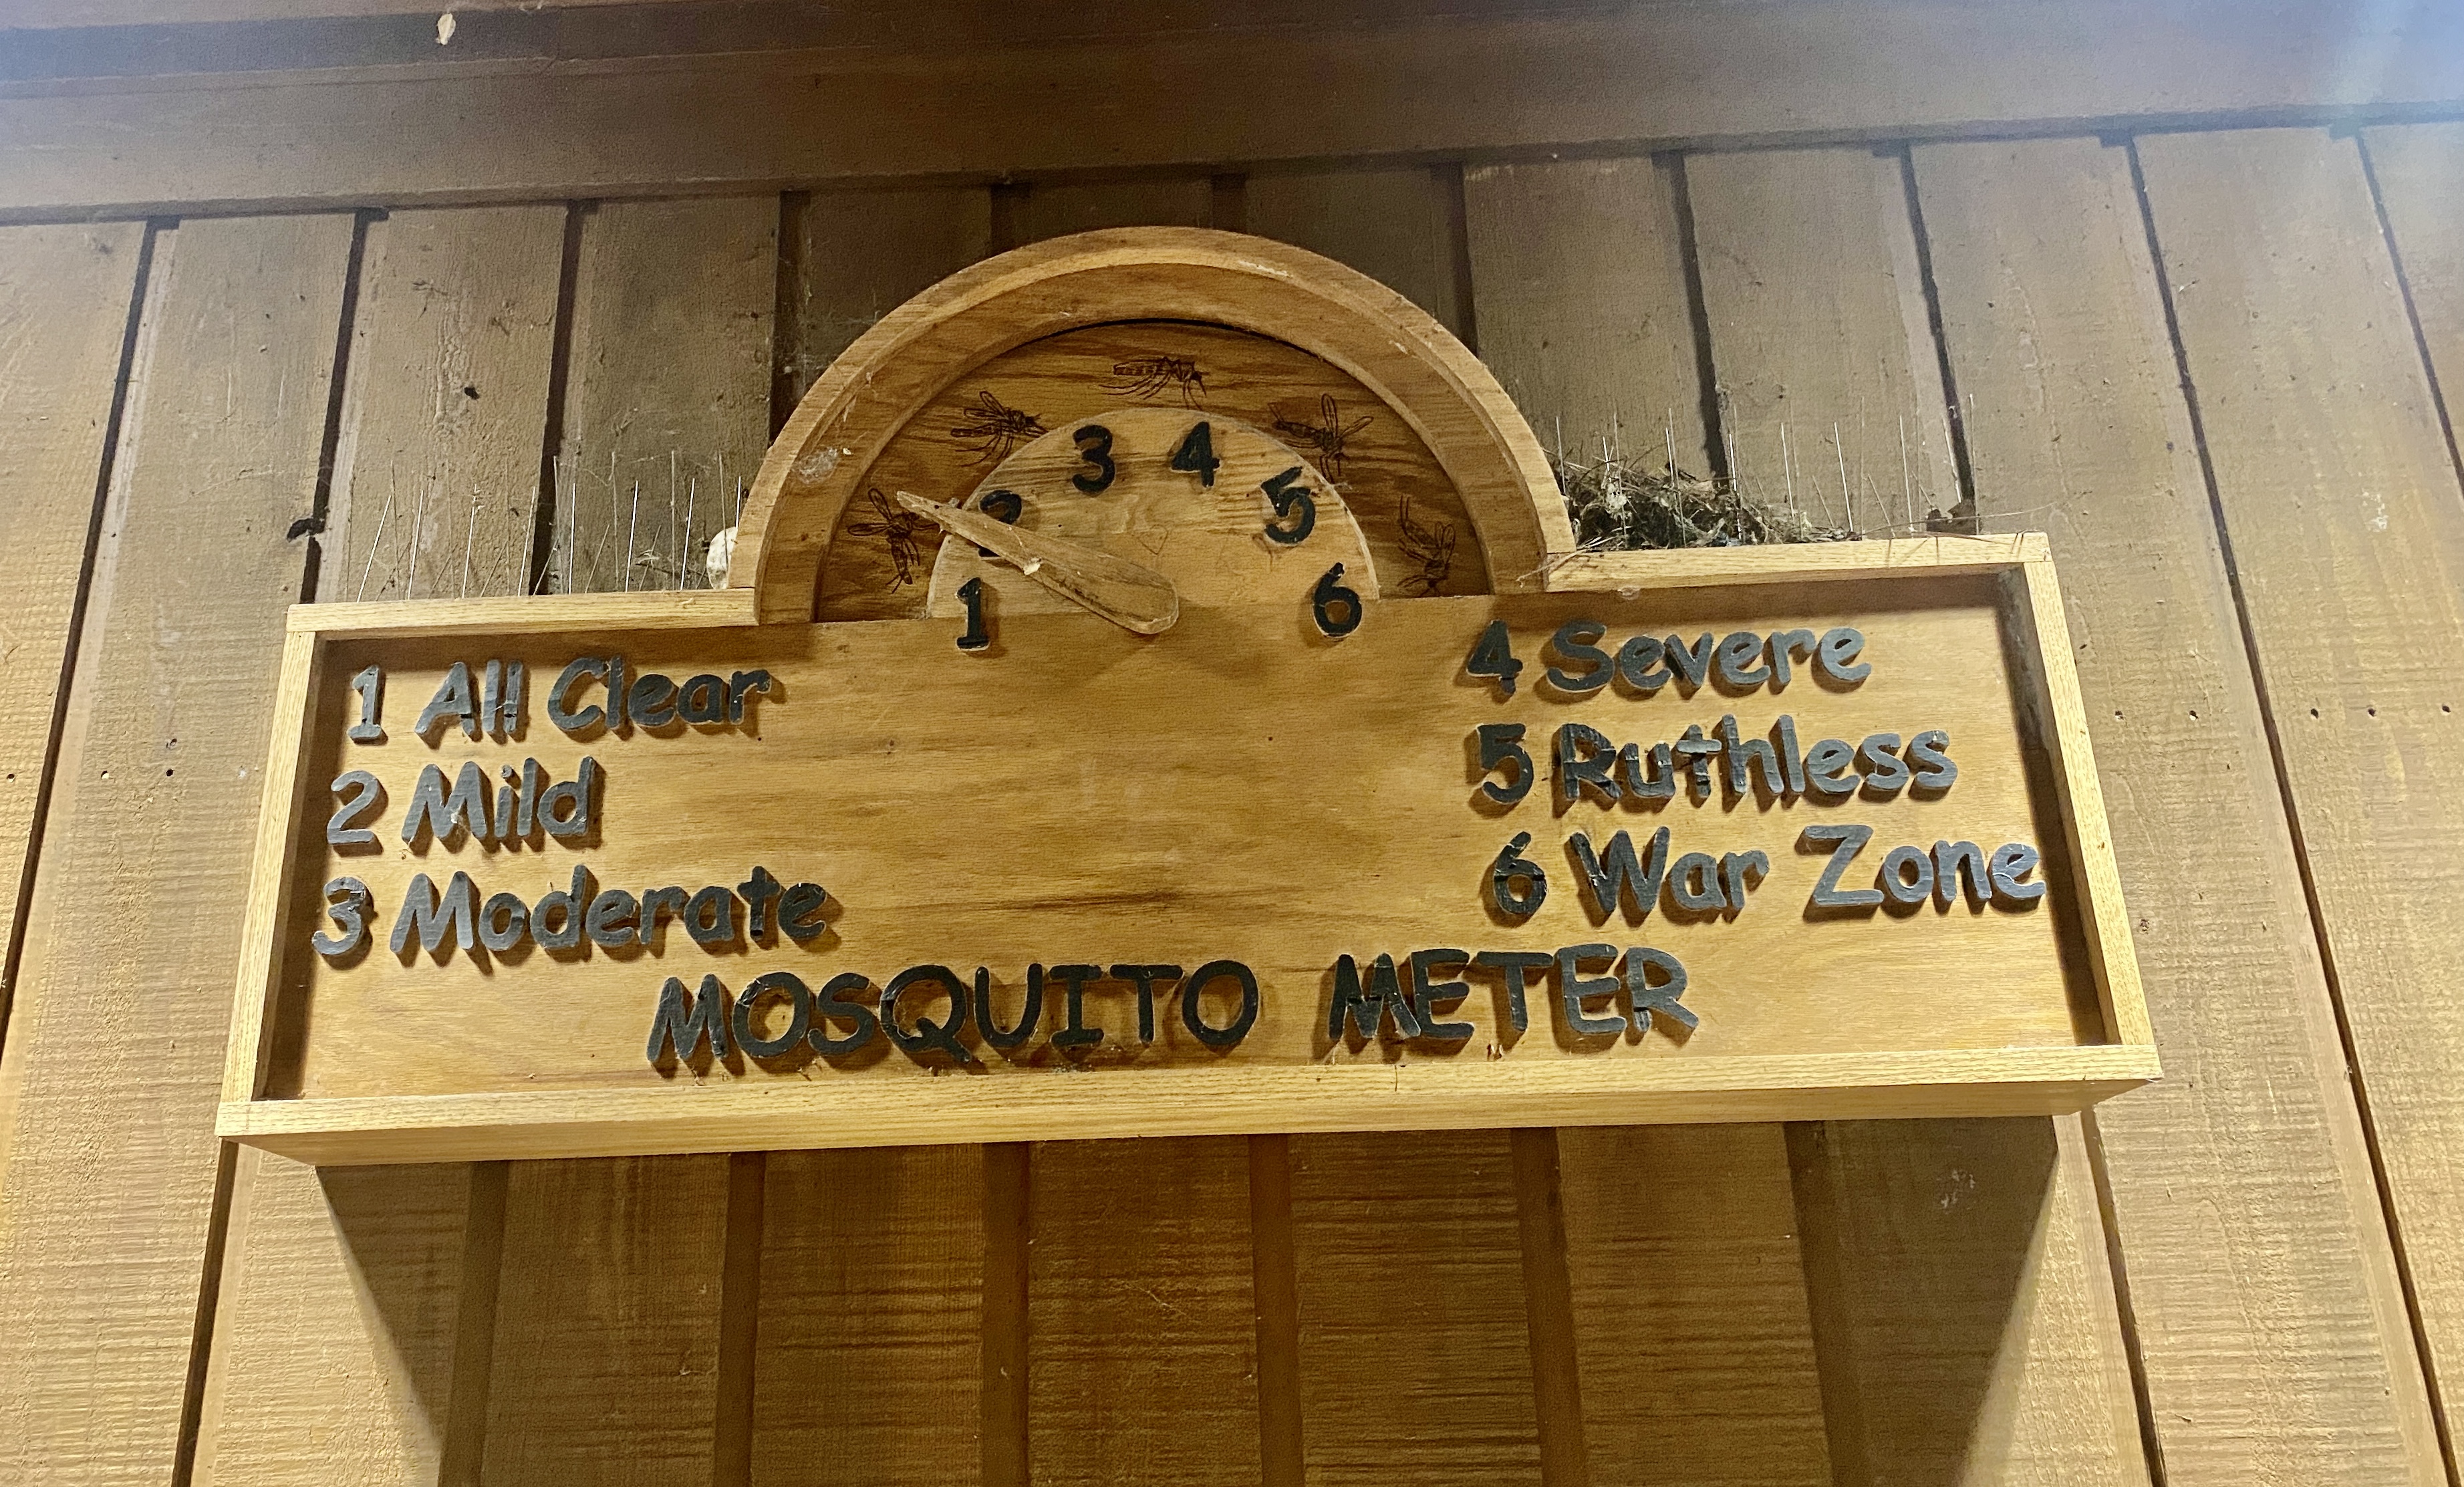 1
2
3
4
5
6
1 All Clear
2 Mild
3 Moderate
4 Severe
5 Ruthless
6 War Zone
MOSQUITO METER